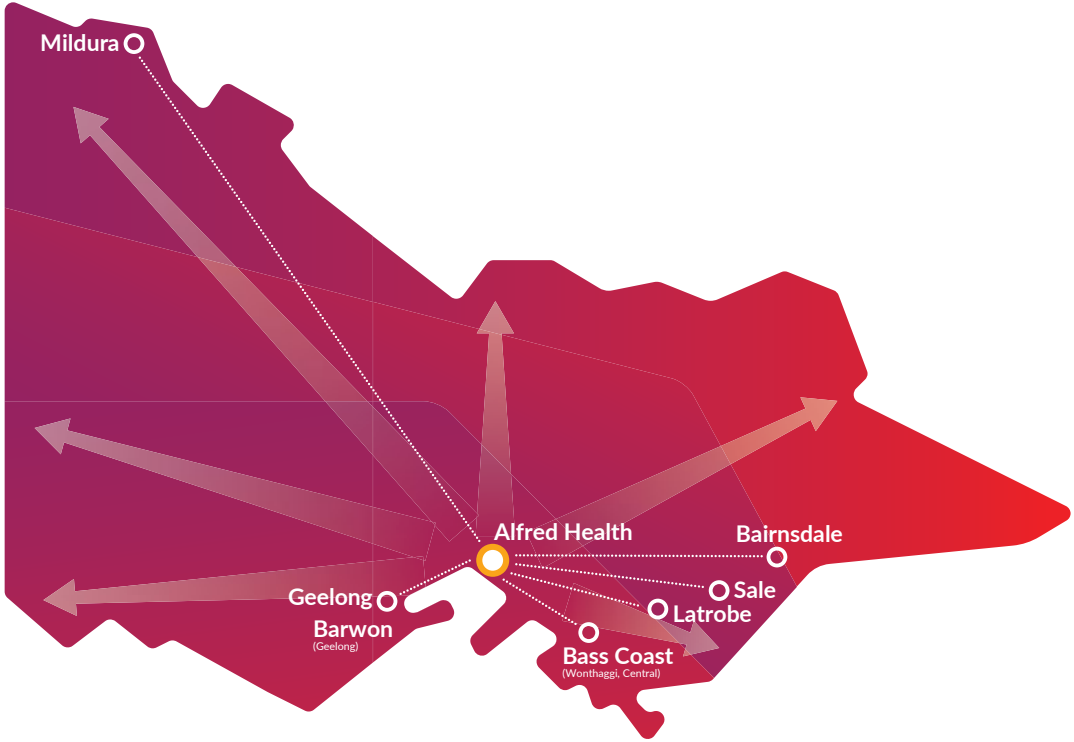 Mildura
Alfred Health
Bairnsdale
Sale
Geelong
Latrobe
Barwon
(Geelong)
Bass Coast
(Wonthaggi, Central)